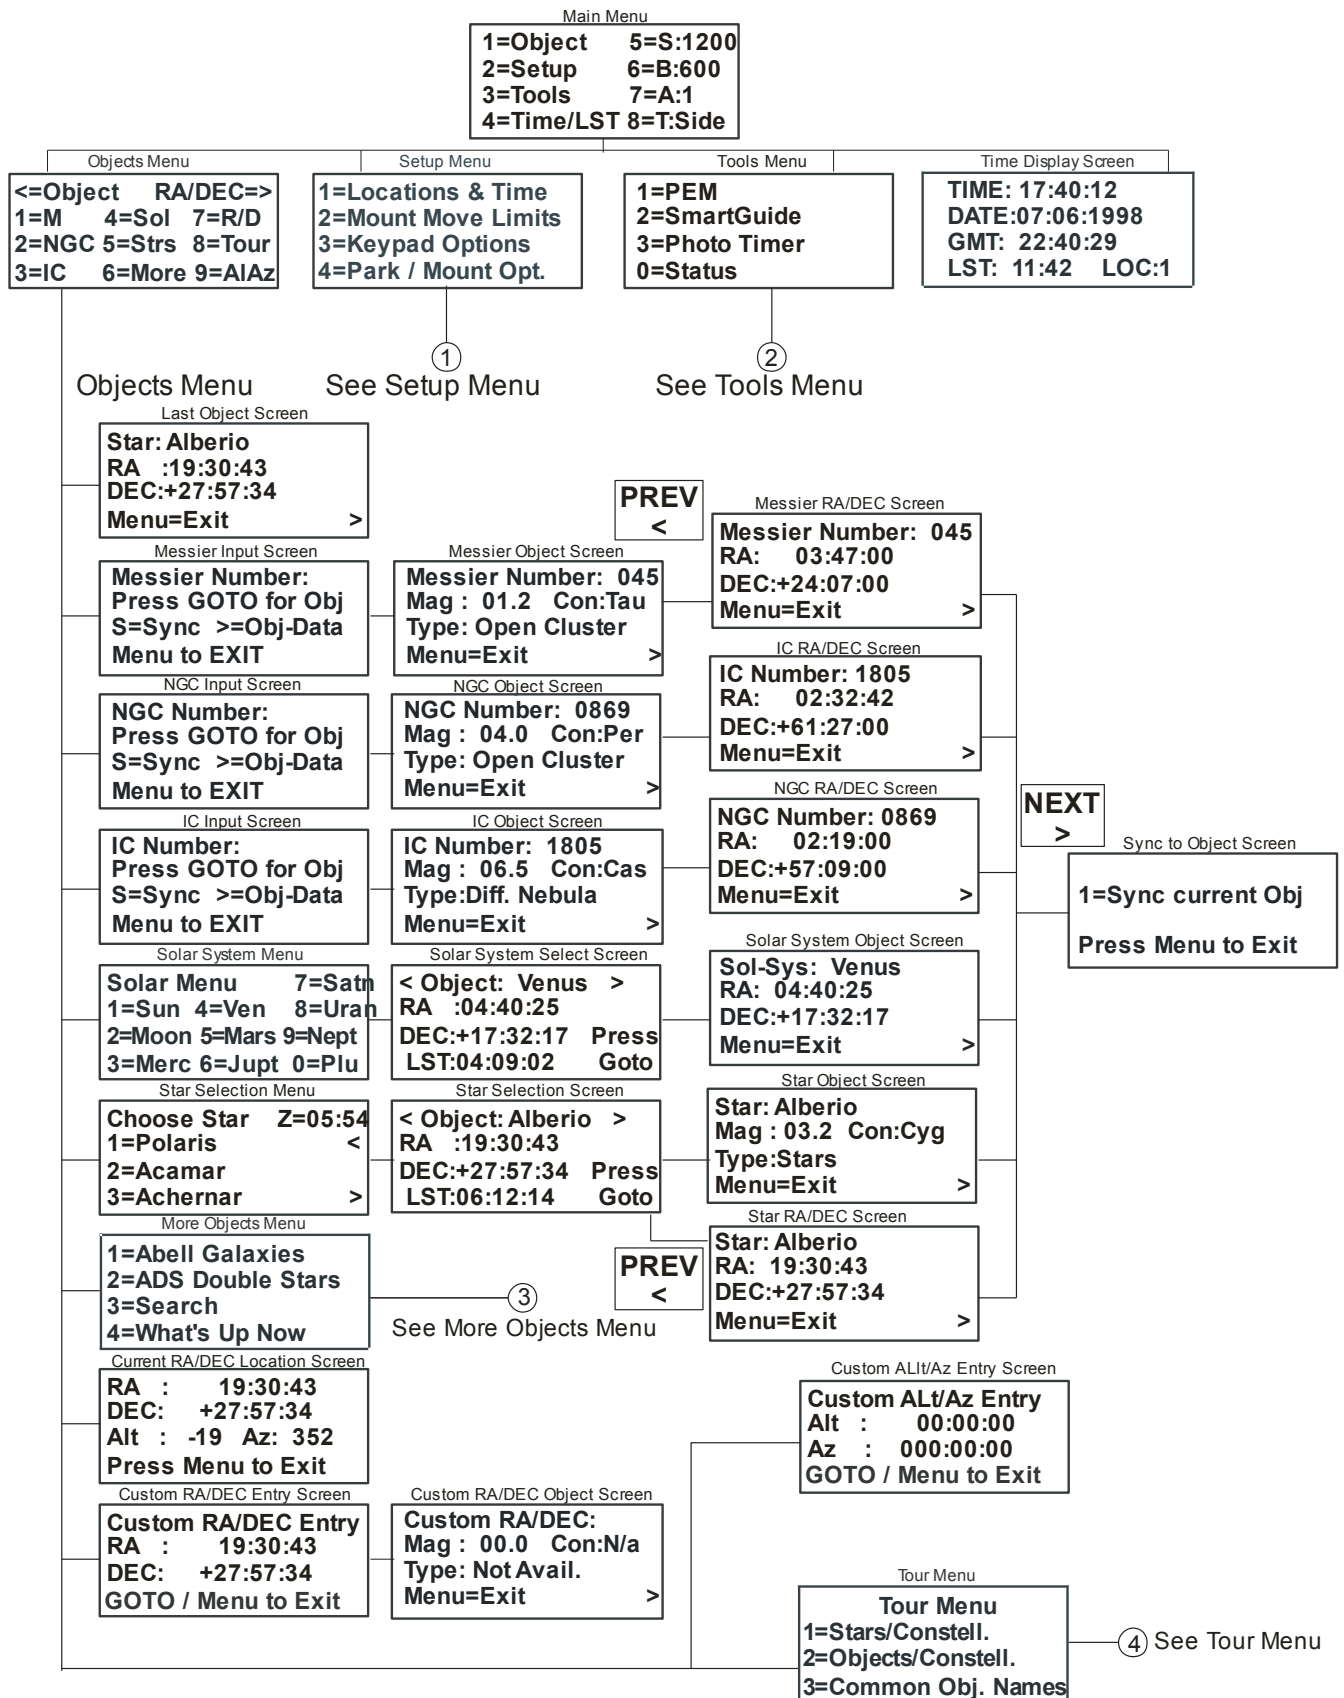 Main Menu
1=Object 5=S:1200
2=Setup 6=B:600
3=Tools 7=A:1
4=Time/LST 8=T:Side
Objects Menu
<=Object RA/DEC=>
1=M 4=Sol 7=R/D
2=NGC 5=Strs 8=Tour
3=IC 6=More 9=AlAz
Setup Menu
1=Locations & Time
2=Mount Move Limits
3=Keypad Options
4=Park / Mount Opt.
Tools Menu
1=PEM
2=SmartGuide
3=Photo Timer
0=Status
Time Display Screen
TIME: 17:40:12
DATE:07:06:1998
GMT: 22:40:29
LST: 11:42 LOC:1
1
See Setup Menu
2
See Tools Menu
Objects Menu
Last Object Screen
Star: Alberio
RA :19:30:43
DEC:+27:57:34
Menu=Exit >
PREV
<
Messier Input Screen
Messier Number:
Press GOTO for Obj
S=Sync >=Obj-Data
Menu to EXIT
Messier Object Screen
Messier Number: 045
Mag : 01.2 Con:Tau
Type: Open Cluster
Menu=Exit >
Messier RA/DEC Screen
Messier Number: 045
RA: 03:47:00
DEC:+24:07:00
Menu=Exit >
NGC Input Screen
NGC Number:
Press GOTO for Obj
S=Sync >=Obj-Data
Menu to EXIT
NGC Object Screen
NGC Number: 0869
Mag : 04.0 Con:Per
Type: Open Cluster
Menu=Exit >
IC RA/DEC Screen
IC Number: 1805
RA: 02:32:42
DEC:+61:27:00
Menu=Exit >
IC Input Screen
IC Number:
Press GOTO for Obj
S=Sync >=Obj-Data
Menu to EXIT
IC Object Screen
IC Number: 1805
Mag : 06.5 Con:Cas
Type:Diff. Nebula
Menu=Exit >
NGC RA/DEC Screen
NGC Number: 0869
RA: 02:19:00
DEC:+57:09:00
Menu=Exit >
NEXT
>
Sync to Object Screen
1=Sync current Obj
Press Menu to Exit
Solar System Menu
Solar Menu 7=Satn
1=Sun 4=Ven 8=Uran
2=Moon 5=Mars 9=Nept
3=Merc 6=Jupt 0=Plu
Solar System Select Screen
< Object: Venus >
RA :04:40:25
DEC:+17:32:17 Press
LST:04:09:02 Goto
Solar System Object Screen
Sol-Sys: Venus
RA: 04:40:25
DEC:+17:32:17
Menu=Exit >
Star Selection Menu
Choose Star Z=05:54
1=Polaris <
2=Acamar
3=Achernar >
Star Selection Screen
< Object: Alberio >
RA :19:30:43
DEC:+27:57:34 Press
LST:06:12:14 Goto
Star Object Screen
Star: Alberio
Mag : 03.2 Con:Cyg
Type:Stars
Menu=Exit >
PREV
<
Star RA/DEC Screen
Star: Alberio
RA: 19:30:43
DEC:+27:57:34
Menu=Exit >
More Objects Menu
1=Abell Galaxies
2=ADS Double Stars
3=Search
4=What's Up Now
3
See More Objects Menu
Current RA/DEC Location Screen
RA : 19:30:43
DEC: +27:57:34
Alt : -19 Az: 352
Press Menu to Exit
Custom ALlt/Az Entry Screen
Custom ALt/Az Entry
Alt : 00:00:00
Az : 000:00:00
GOTO / Menu to Exit
Custom RA/DEC Entry Screen
Custom RA/DEC Entry
RA : 19:30:43
DEC: +27:57:34
GOTO / Menu to Exit
Custom RA/DEC Object Screen
Custom RA/DEC:
Mag : 00.0 Con:N/a
Type: Not Avail.
Menu=Exit >
Tour Menu
Tour Menu
1=Stars/Constell.
2=Objects/Constell.
3=Common Obj. Names
4 See Tour Menu